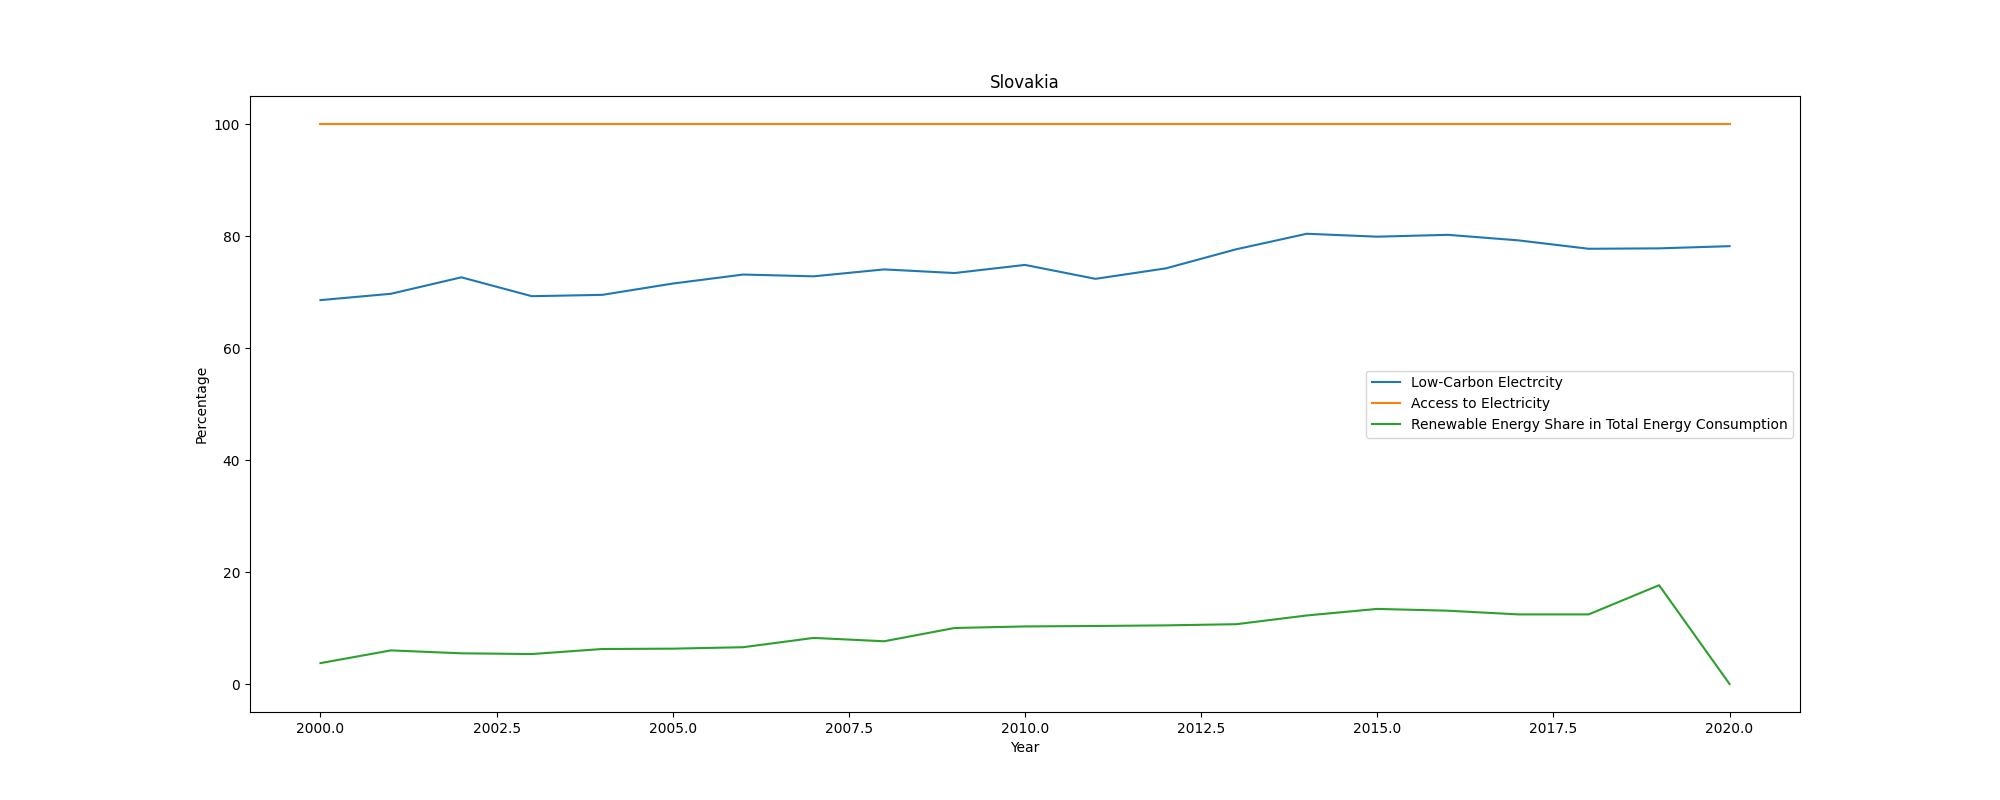 Slovakia
100
80
60
40
20
0
Percentage
Low-Carbon Electrcity
Access to Electricity
Renewable Energy Share in Total Energy Consumption
2000.0 2002.5 2005.0 2007.5 2010.0 2012.5 2015.0 2017.5 2020.0
Year